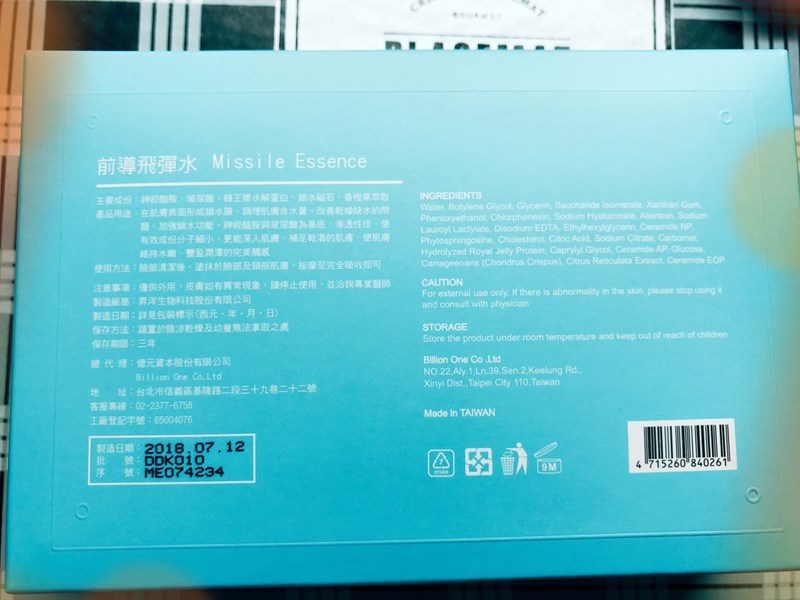 GOURMET
PLACEMAT
前導飛彈水 Missile Essence
主要成份：神經醯胺、玻尿酸、蜂王漿水解蛋白、鎖水磁石、香橙果萃取
產品用途：在肌膚表面形成鎖水膜，調理肌膚含水量，改善乾燥缺水的問
題，加強鎖水功能，神經醯胺與玻尿酸為基底，滲透性佳，使
有效成份分子細小，更能深入肌膚，補足乾渴的肌膚，使肌膚
維持水嫩，豐盈潤澤的完美觸感
使用方法：臉部清潔後，塗抹於臉部及頸部肌膚，按摩至完全吸收即可
注意事項：僅供外用，皮膚如有異常現象，請停止使用，並洽詢專業醫師
製造廠商：昇洋生物科技股份有限公司
製造日期：詳見包裝標示(西元、年、月、日)
保存方法：請置於陰涼乾燥及幼童無法拿取之處
保存期間：三年
總 代 理：億元資本股份有限公司
Billion One Co.Ltd
地 址：台北市信義區基隆路二段三十九巷二十二號
客服專線：02-2377-6758
工廠登記字號：65004076
製造日期：2018.07.12
批 號：DDK010
序 號：ME074234
INGREDIENTS
Water, Butylene Glycol, Glycerin, Saccharide Isomerate, Xanthan Gum,
Phenoxyethanol, Chlorphenesin, Sodium Hyaluronate, Allantoin, Sodium
Lauroyl Lactylate, Disodium EDTA, Ethylhexylglycerin, Ceramide NP,
Phytosphingosine, Cholesterol, Citric Acid, Sodium Citrate, Carbomer,
Hydrolyzed Royal Jelly Protein, Caprylyl Glycol, Ceramide AP, Glucose,
Carrageenans (Chondrus Crispus), Citrus Reticulata Extract, Ceramide EOP
CAUTION
For external use only. If there is abnormality in the skin, please stop using it
and consult with physician
STORAGE
Store the product under room temperature and keep out of reach of children
Billion One Co .Ltd
NO.22,Aly.1,Ln.39,Sen.2,Keelung Rd.,
Xinyi Dist.,Taipei City 110,Taiwan
Made in TAIWAN
7
OTHER
9M
4 715260 840261